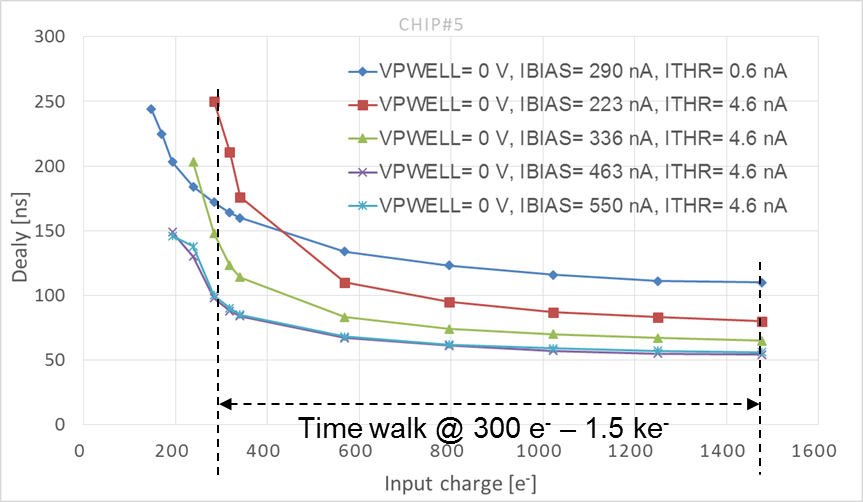 CHIP#5
300
250
200
150
100
50
0
Dealy [ns]
VPWELL= 0 V, IBIAS= 290 nA, ITHR= 0.6 nA
VPWELL= 0 V, IBIAS= 223 nA, ITHR= 4.6 nA
VPWELL= 0 V, IBIAS= 336 nA, ITHR= 4.6 nA
VPWELL= 0 V, IBIAS= 463 nA, ITHR= 4.6 nA
VPWELL= 0 V, IBIAS= 550 nA, ITHR= 4.6 nA
Time walk @ 300 e⁻ – 1.5 ke⁻
0 200 400 600 800 1000 1200 1400 1600
Input charge [e⁻]